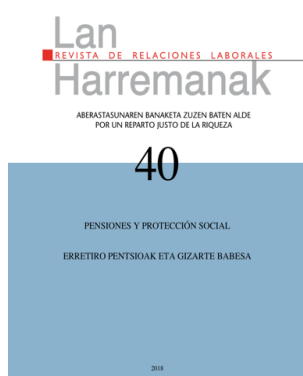 Lan
REVISTA DE RELACIONES LABORALES
Harremanak
ABERASTASUNAREN BANAKETA ZUZEN BATEN ALDE
POR UN REPARTO JUSTO DE LA RIQUEZA
40
PENSIONES Y PROTECCIÓN SOCIAL
ERRETIRO PENTSIOAK ETA GIZARTE BABESA
2018